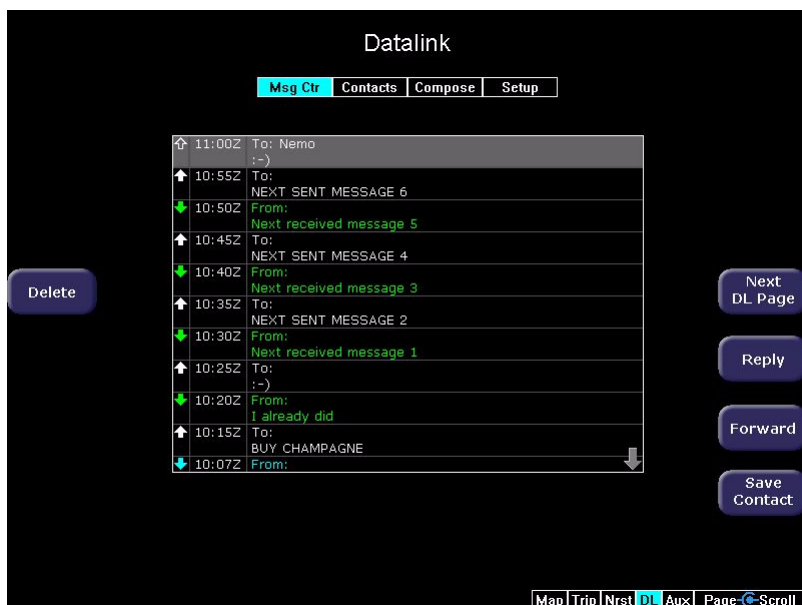 Datalink
Msg Ctr Contacts Compose Setup
11:00Z To: Nemo
:-)
10:55Z To:
NEXT SENT MESSAGE 6
10:50Z From:
Next received message 5
10:45Z To:
NEXT SENT MESSAGE 4
10:40Z From:
Next received message 3
10:35Z To:
NEXT SENT MESSAGE 2
10:30Z From:
Next received message 1
10:25Z To:
:-)
10:20Z From:
I already did
10:15Z To:
BUY CHAMPAGNE
10:07Z From:
Delete
Next
DL Page
Reply
Forward
Save
Contact
Map Trip Nrst DL Aux Page Scroll